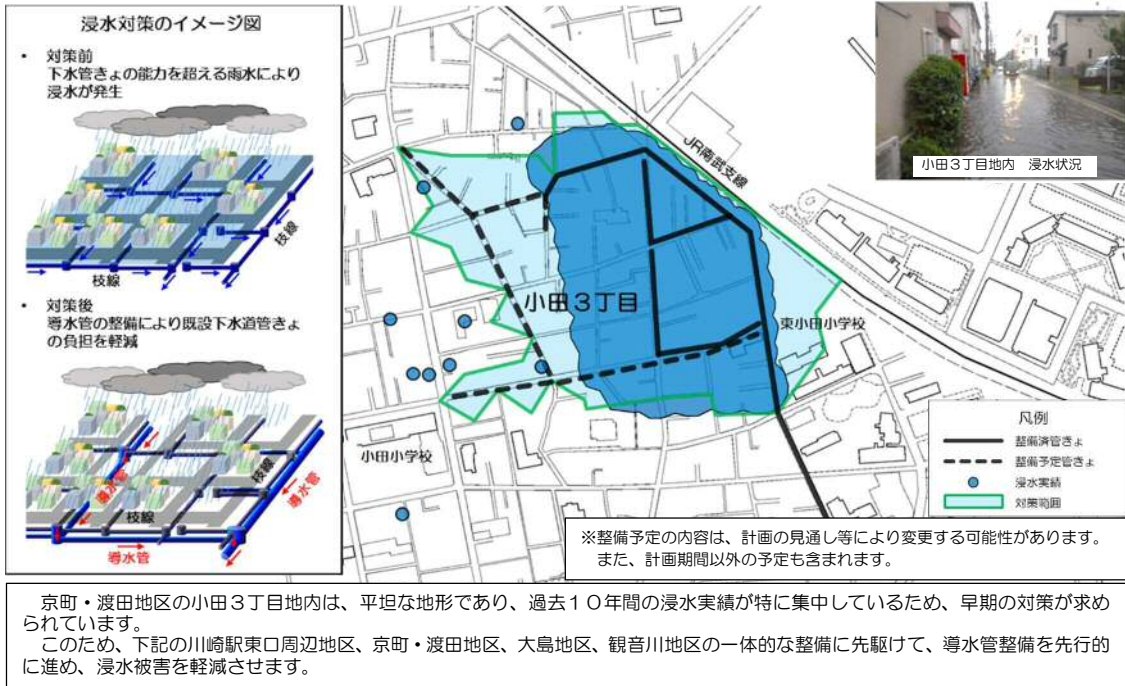 浸水対策のイメージ図
• 対策前
下水管きょの能力を超える雨水により
浸水が発生
枝線
枝線
• 対策後
導水管の整備により既設下水道管きょ
の負担を軽減
導水管
枝線
枝線
導水管
導水管
JR南武支線
小田3丁目地内 浸水状況
小田3丁目
東小田小学校
小田小学校
凡例
整備済管きょ
整備予定管きょ
浸水実績
対策範囲
※整備予定の内容は、計画の見通し等により変更する可能性があります。
また、計画期間以外の予定も含まれます。
京町・渡田地区の小田3丁目地内は、平坦な地形であり、過去10年間の浸水実績が特に集中しているため、早期の対策が求め
られています。
このため、下記の川崎駅東口周辺地区、京町・渡田地区、大島地区、観音川地区の一体的な整備に先駆けて、導水管整備を先行的
に進め、浸水被害を軽減させます。